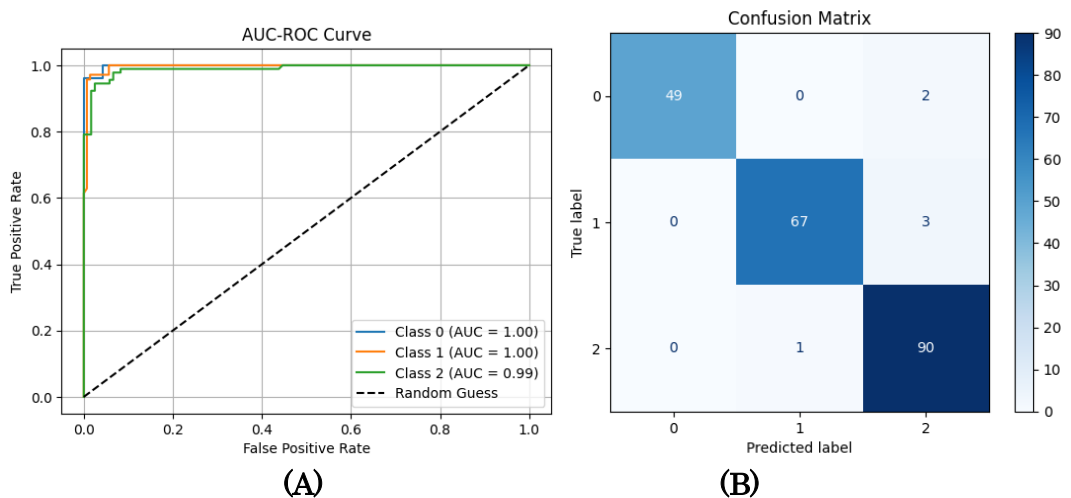 AUC-ROC Curve
True Positive Rate
1.0
0.8
0.6
0.4
0.2
0.0
Class 0 (AUC = 1.00)
Class 1 (AUC = 1.00)
Class 2 (AUC = 0.99)
Random Guess
0.0 0.2 0.4 0.6 0.8 1.0
False Positive Rate
(A)
Confusion Matrix
True label
0 49 0 2
1 0 67 3
2 0 1 90
0 1 2
Predicted label
90
80
70
60
50
40
30
20
10
0
(B)